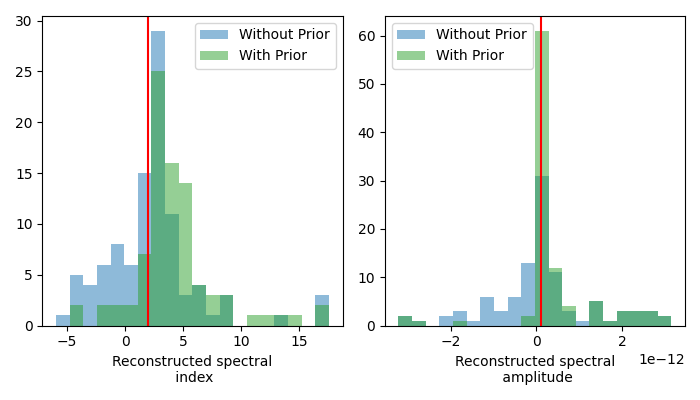 30
25
20
15
10
5
0
−5
0
5
10
15
Reconstructed spectral
index
Without Prior
With Prior
60
50
40
30
20
10
0
−2
0
2
1e−12
Reconstructed spectral
amplitude
Without Prior
With Prior